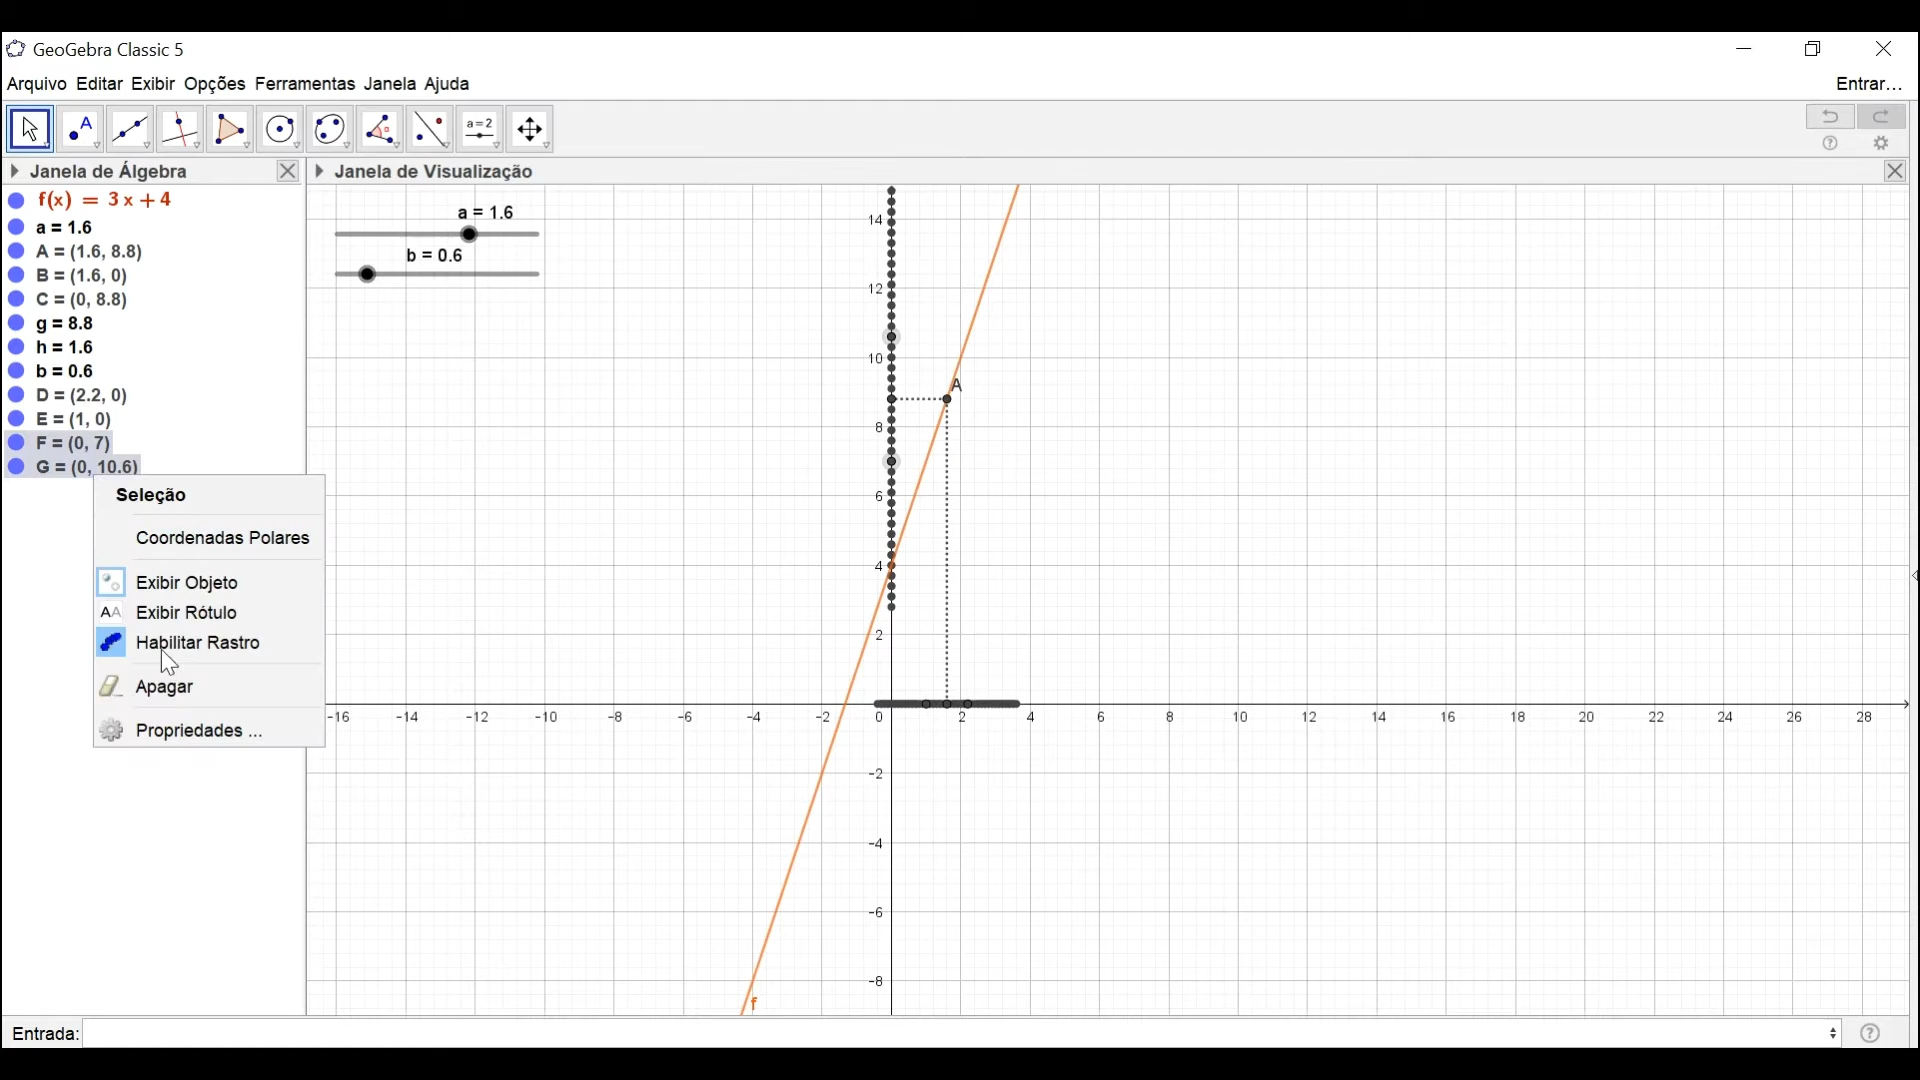 GeoGebra Classic 5
Arquivo Editar Exibir Opções Ferramentas Janela Ajuda
Entrar...
A
a=2
Janela de Álgebra
Janela de Visualização
f(x) = 3 x + 4
a = 1.6
A = (1.6, 8.8)
B = (1.6, 0)
C = (0, 8.8)
g = 8.8
h = 1.6
b = 0.6
D = (2.2, 0)
E = (1, 0)
F = (0, 7)
G = (0, 10.6)
Seleção
Coordenadas Polares
Exibir Objeto
AA Exibir Rótulo
Habilitar Rastro
Apagar
Propriedades ...
a = 1.6
b = 0.6
14
12
10
A
8
6
4
2
-16 -14 -12 -10 -8 -6 -4 -2 0 2 4 6 8 10 12 14 16 18 20 22 24 26 28
-2
-4
-6
-8
f
Entrada: